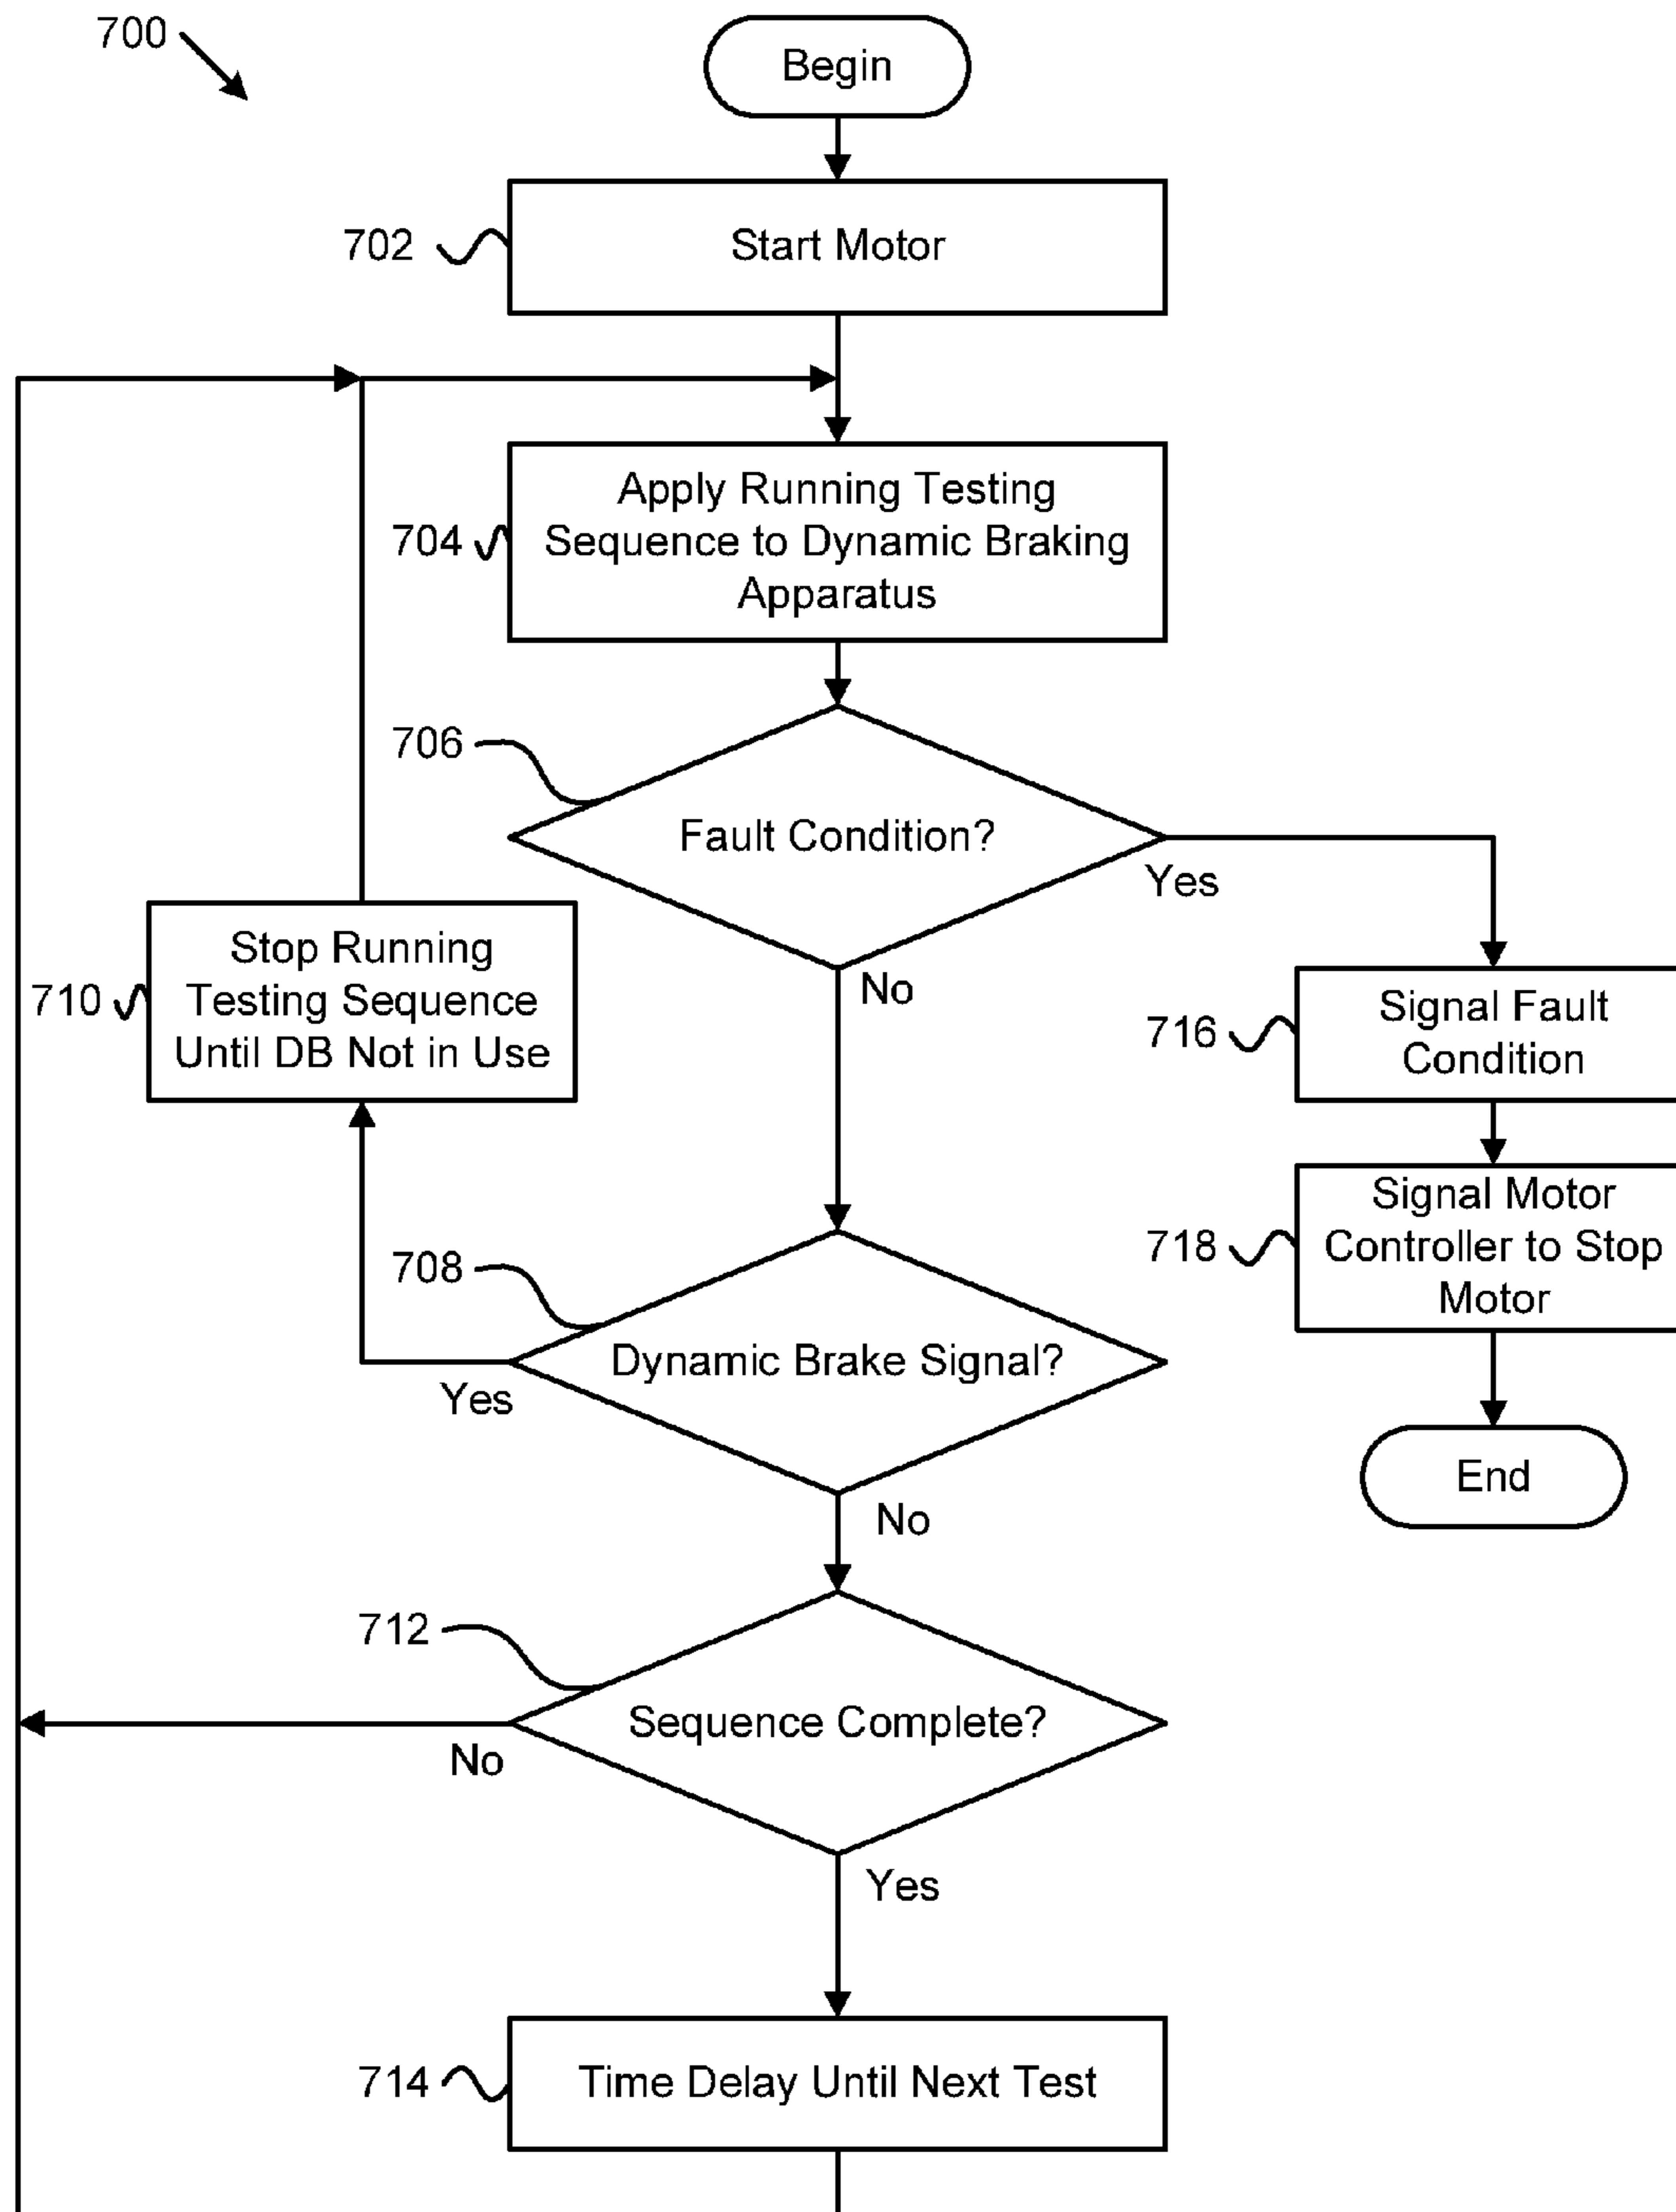 700
Begin
702
Start Motor
704
Apply Running Testing
Sequence to Dynamic Braking
Apparatus
706
Fault Condition?
Yes
No
710
Stop Running
Testing Sequence
Until DB Not in Use
716
Signal Fault
Condition
718
Signal Motor
Controller to Stop
Motor
End
708
Dynamic Brake Signal?
Yes
No
712
Sequence Complete?
No
Yes
714
Time Delay Until Next Test